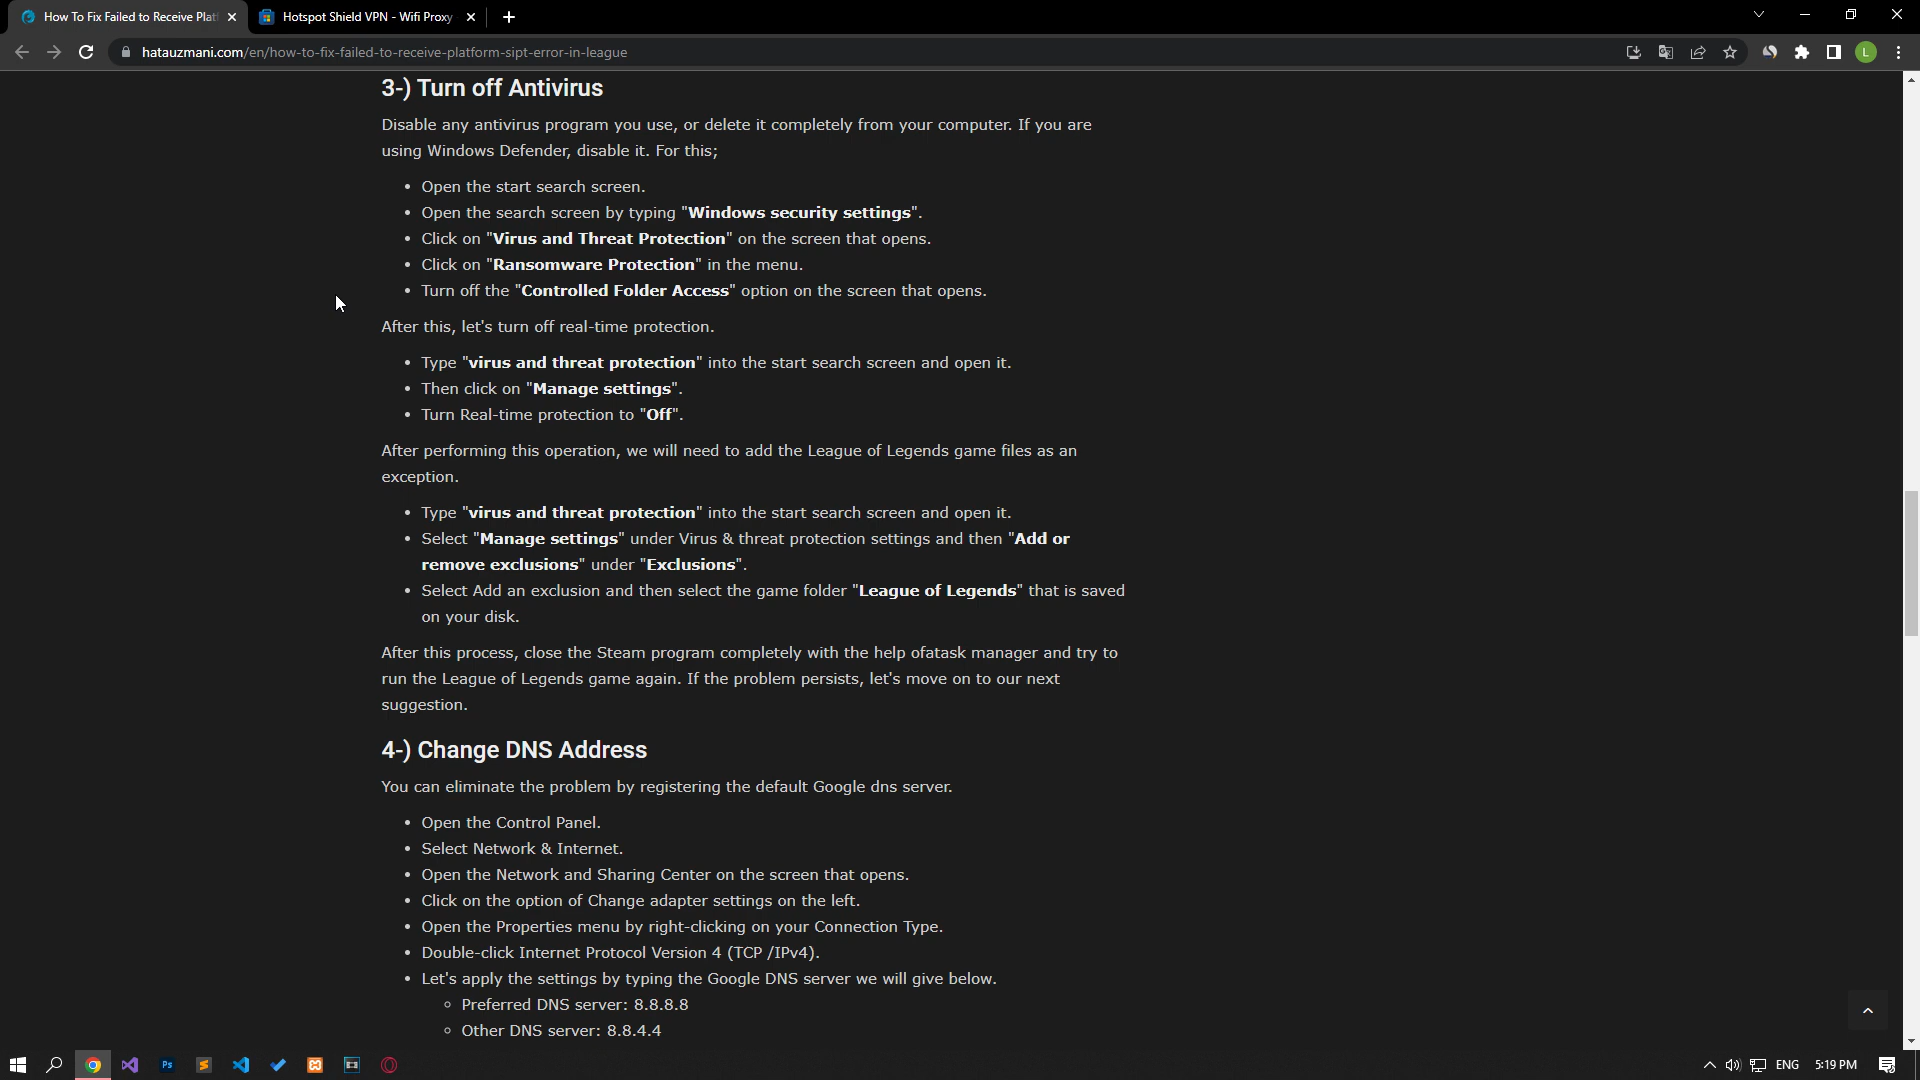 How To Fix Failed to Receive Plat
Hotspot Shield VPN - Wifi Proxy
hatauzmani.com/en/how-to-fix-failed-to-receive-platform-sipt-error-in-league
L
3-) Turn off Antivirus
Disable any antivirus program you use, or delete it completely from your computer. If you are
using Windows Defender, disable it. For this;
• Open the start search screen.
• Open the search screen by typing "Windows security settings".
• Click on "Virus and Threat Protection" on the screen that opens.
• Click on "Ransomware Protection" in the menu.
• Turn off the "Controlled Folder Access" option on the screen that opens.
After this, let's turn off real-time protection.
• Type "virus and threat protection" into the start search screen and open it.
• Then click on "Manage settings".
• Turn Real-time protection to "Off".
After performing this operation, we will need to add the League of Legends game files as an
exception.
• Type "virus and threat protection" into the start search screen and open it.
• Select "Manage settings" under Virus & threat protection settings and then "Add or
remove exclusions" under "Exclusions".
• Select Add an exclusion and then select the game folder "League of Legends" that is saved
on your disk.
After this process, close the Steam program completely with the help ofatask manager and try to
run the League of Legends game again. If the problem persists, let's move on to our next
suggestion.
4-) Change DNS Address
You can eliminate the problem by registering the default Google dns server.
• Open the Control Panel.
• Select Network & Internet.
• Open the Network and Sharing Center on the screen that opens.
• Click on the option of Change adapter settings on the left.
• Open the Properties menu by right-clicking on your Connection Type.
• Double-click Internet Protocol Version 4 (TCP /IPv4).
• Let's apply the settings by typing the Google DNS server we will give below.
◦ Preferred DNS server: 8.8.8.8
◦ Other DNS server: 8.8.4.4
Ps
ENG
5:19 PM